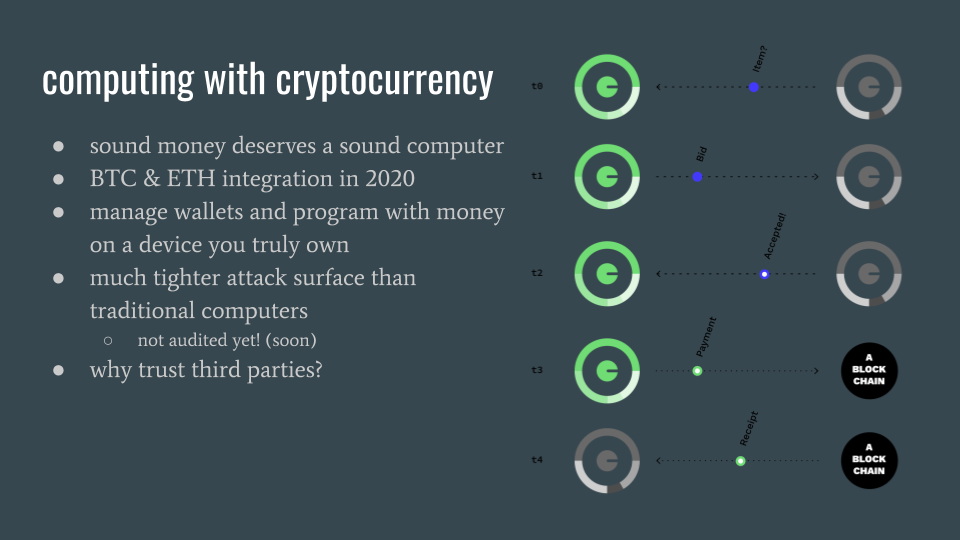 computing with cryptocurrency
● sound money deserves a sound computer
● BTC & ETH integration in 2020
● manage wallets and program with money
on a device you truly own
● much tighter attack surface than
traditional computers
○ not audited yet! (soon)
● why trust third parties?
t0
Item?
t1
Bid
t2
Accepted!
t3
Payment
A
BLOCK
CHAIN
t4
Receipt
A
BLOCK
CHAIN